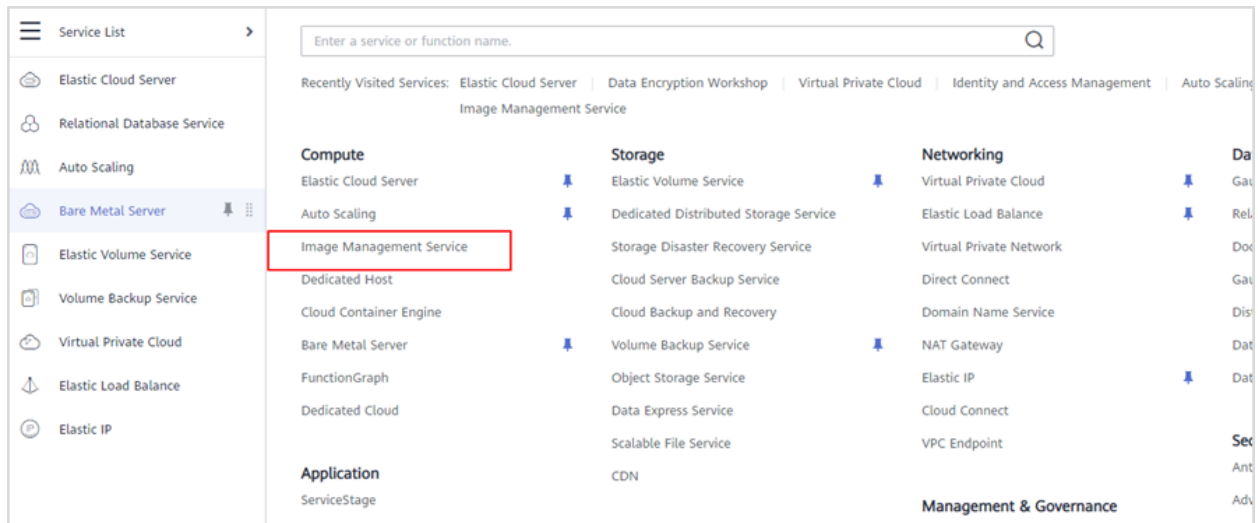 Service List
Elastic Cloud Server
Relational Database Service
Auto Scaling
Bare Metal Server
Elastic Volume Service
Volume Backup Service
Virtual Private Cloud
Elastic Load Balance
Elastic IP
Enter a service or function name.
Recently Visited Services: Elastic Cloud Server | Data Encryption Workshop | Virtual Private Cloud | Identity and Access Management | Auto Scaling
Image Management Service
Compute
Elastic Cloud Server
Auto Scaling
Image Management Service
Dedicated Host
Cloud Container Engine
Bare Metal Server
FunctionGraph
Dedicated Cloud
Application
ServiceStage
Storage
Elastic Volume Service
Dedicated Distributed Storage Service
Storage Disaster Recovery Service
Cloud Server Backup Service
Cloud Backup and Recovery
Volume Backup Service
Object Storage Service
Data Express Service
Scalable File Service
CDN
Networking
Virtual Private Cloud
Elastic Load Balance
Virtual Private Network
Direct Connect
Domain Name Service
NAT Gateway
Elastic IP
Cloud Connect
VPC Endpoint
Management & Governance